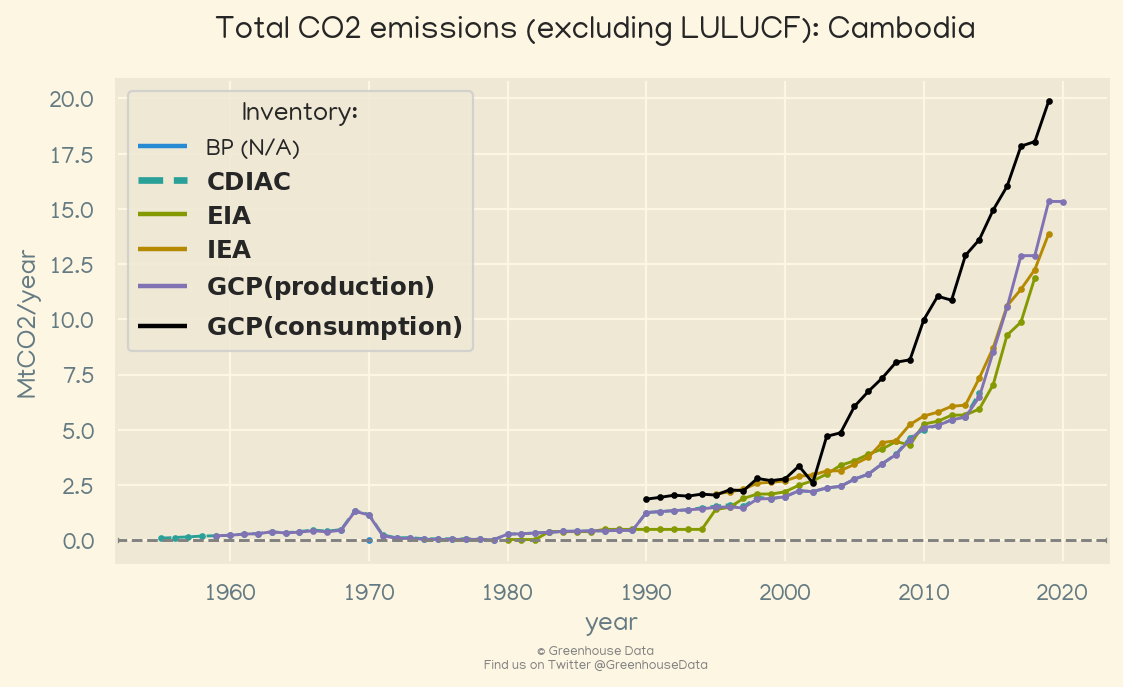 Total CO2 emissions (excluding LULUCF): Cambodia
Inventory:
BP (N/A)
CDIAC
EIA
IEA
GCP(production)
GCP(consumption)
MtCO2/year
20.0
17.5
15.0
12.5
10.0
7.5
5.0
2.5
0.0
1960 1970 1980 1990 2000 2010 2020
year
© Greenhouse Data
Find us on Twitter @GreenhouseData